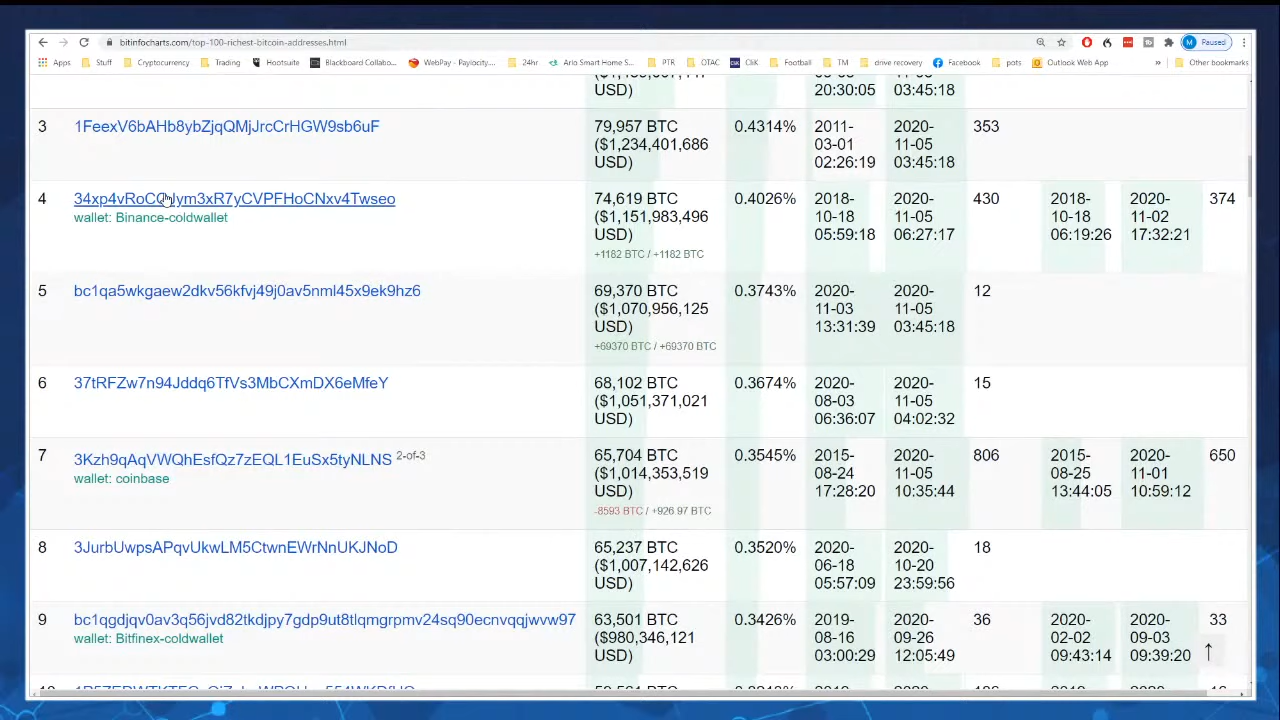 bitinfocharts.com/top-100-richest-bitcoin-addresses.html
Paused
Apps Stuff Cryptocurrency Trading Hootsuite Blackboard Collabo... WebPay - Paylocity... 24hr Arlo Smart Home S... PTR OTAC CliK Football TM drive recovery Facebook pots Outlook Web App » Other bookmarks
USD) 20:30:05 03:45:18
3 1FeexV6bAHb8ybZjqQMjJrcCrHGW9sb6uF 79,957 BTC 0.4314% 2011- 2020- 353
($1,234,401,686 03-01 11-05
USD) 02:26:19 03:45:18
4 74,619 BTC 0.4026% 2018- 2020- 430 2018- 2020- 374
wallet: Binance-coldwallet ($1,151,983,496 10-18 11-05 10-18 11-02
USD) 05:59:18 06:27:17 06:19:26 17:32:21
+1182 BTC / +1182 BTC
5 bc1qa5wkgaew2dkv56kfvj49j0av5nml45x9ek9hz6 69,370 BTC 0.3743% 2020- 2020- 12
($1,070,956,125 11-03 11-05
USD) 13:31:39 03:45:18
+69370 BTC / +69370 BTC
6 37tRFZw7n94Jddq6TfVs3MbCXmDX6eMfeY 68,102 BTC 0.3674% 2020- 2020- 15
($1,051,371,021 08-03 11-05
USD) 06:36:07 04:02:32
7 3Kzh9qAqVWQhEsfQz7zEQL1EuSx5tyNLNS 2-of-3 65,704 BTC 0.3545% 2015- 2020- 806 2015- 2020- 650
wallet: coinbase ($1,014,353,519 08-24 11-05 08-25 11-01
USD) 17:28:20 10:35:44 13:44:05 10:59:12
-8593 BTC / +926.97 BTC
8 3JurbUwpsAPqvUkwLM5CtwnEWrNnUKJNoD 65,237 BTC 0.3520% 2020- 2020- 18
($1,007,142,626 06-18 10-20
USD) 05:57:09 23:59:56
9 bc1qgdjqv0av3q56jvd82tkdjpy7gdp9ut8tlqmgrpmv24sq90ecnvqqjwvw97 63,501 BTC 0.3426% 2019- 2020- 36 2020- 2020- 33
wallet: Bitfinex-coldwallet ($980,346,121 08-16 09-26 02-02 09-03
USD) 03:00:29 12:05:49 09:43:14 09:39:20